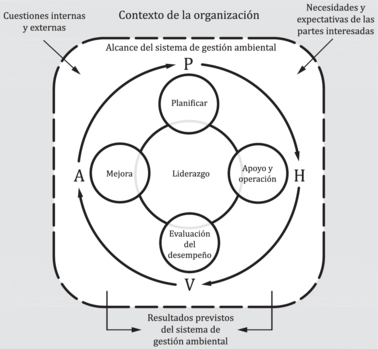 Cuestiones internas
y externas
Contexto de la organización
Necesidades y
expectativas de las
partes interesadas
Alcance del sistema de gestión ambiental
P
Planificar
A
Mejora
Liderazgo
Apoyo y
operación
H
Evaluación
del
desempeño
V
Resultados previstos
del sistema de
gestión ambiental